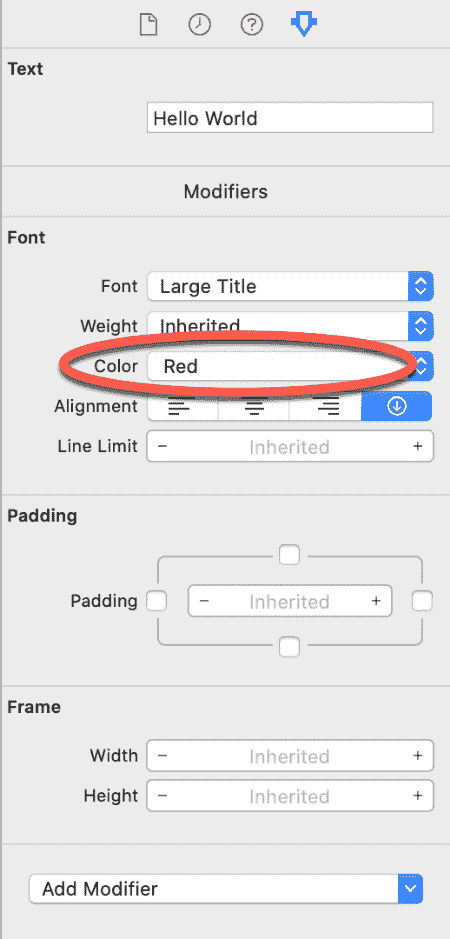 Text
Hello World
Modifiers
Font
Font Large Title
Weight Inherited
Color Red
Alignment
Line Limit − Inherited +
Padding
Padding − Inherited +
Frame
Width − Inherited +
Height − Inherited +
Add Modifier